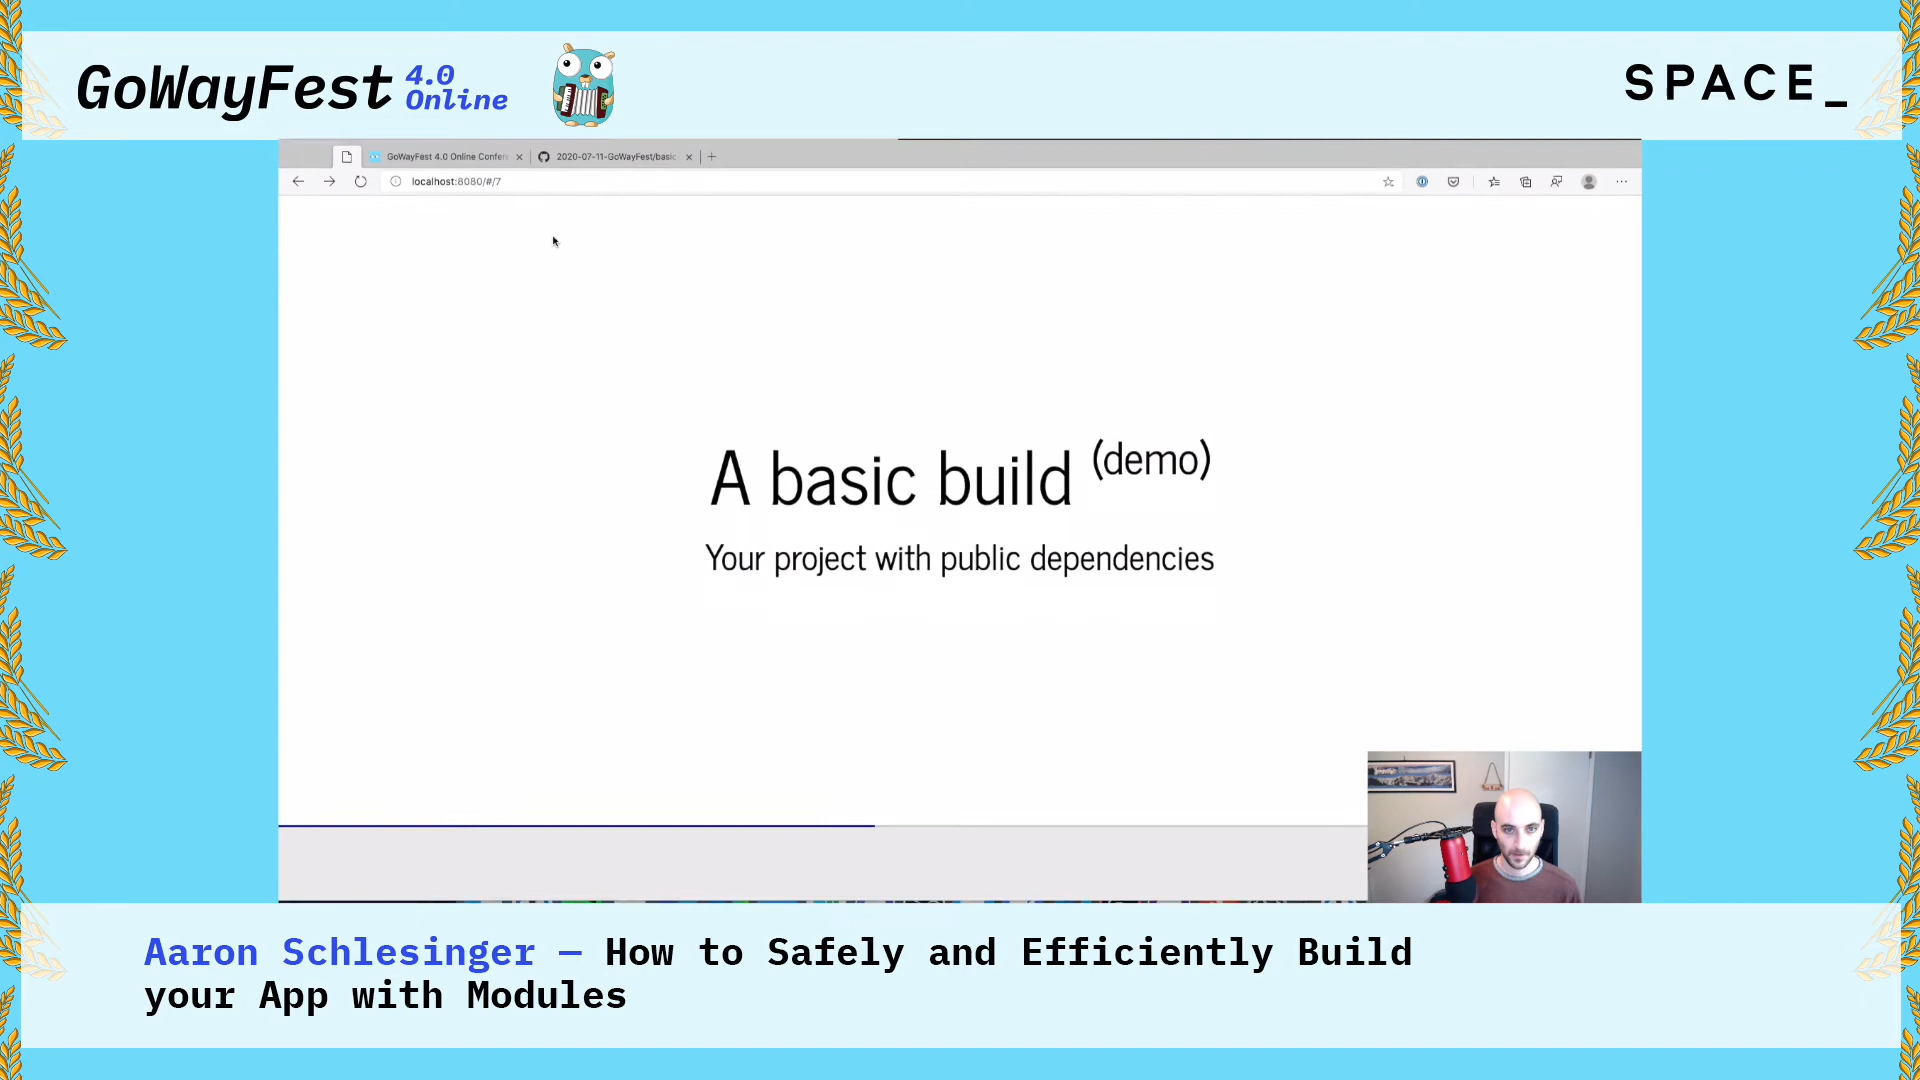 GoWayFest
4.0
Online
SPACE_
GoWayFest 4.0 Online Confer
2020-07-11-GoWayFest/basic
localhost:8080/#/7
A basic build (demo)
Your project with public dependencies
Aaron Schlesinger — How to Safely and Efficiently Build
your App with Modules